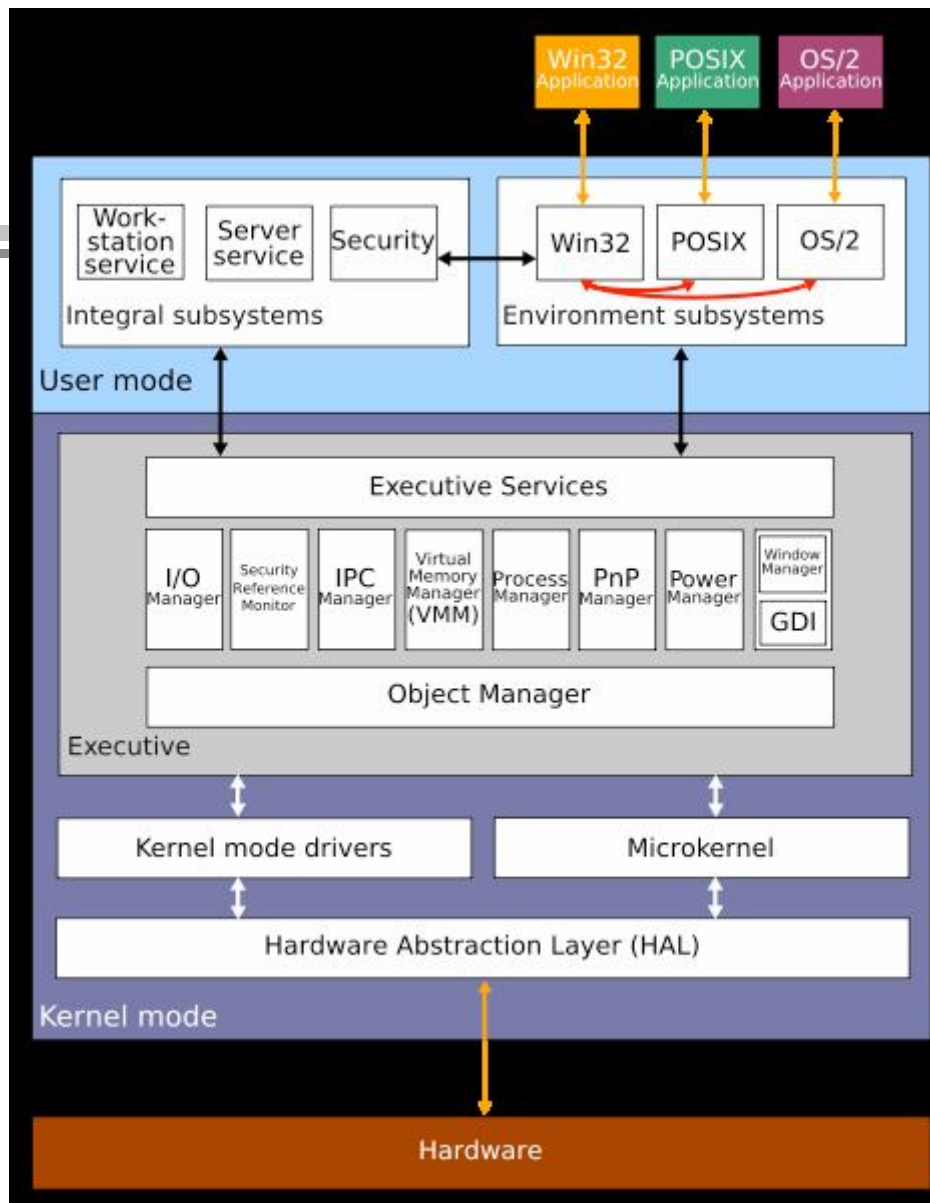 Win32
Application
POSIX
Application
OS/2
Application
Work-
station
service
Server
service
Security
Integral subsystems
Win32
POSIX
OS/2
Environment subsystems
User mode
Executive Services
I/O
Manager
Security
Reference
Monitor
IPC
Manager
Virtual
Memory
Manager
(VMM)
Process
Manager
PnP
Manager
Power
Manager
Window
Manager
GDI
Object Manager
Executive
Kernel mode drivers
Microkernel
Hardware Abstraction Layer (HAL)
Kernel mode
Hardware